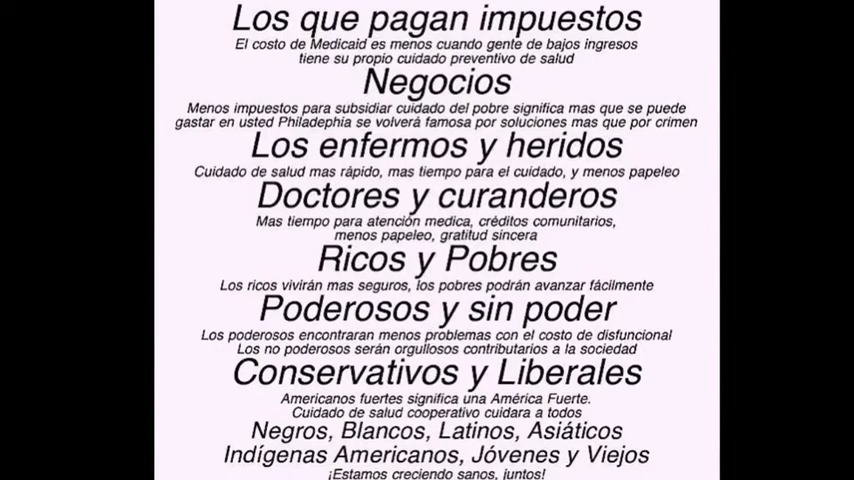 Los que pagan impuestos
El costo de Medicaid es menos cuando gente de bajos ingresos
tiene su propio cuidado preventivo de salud
Negocios
Menos impuestos para subsidiar cuidado del pobre significa mas que se puede
gastar en usted Philadephia se volverá famosa por soluciones mas que por crimen
Los enfermos y heridos
Cuidado de salud mas rápido, mas tiempo para el cuidado, y menos papeleo
Doctores y curanderos
Mas tiempo para atención medica, créditos comunitarios,
menos papeleo, gratitud sincera
Ricos y Pobres
Los ricos vivirán mas seguros, los pobres podrán avanzar fácilmente
Poderosos y sin poder
Los poderosos encontraran menos problemas con el costo de disfuncional
Los no poderosos serán orgullosos contributarios a la sociedad
Conservativos y Liberales
Americanos fuertes significa una América Fuerte.
Cuidado de salud cooperativo cuidara a todos
Negros, Blancos, Latinos, Asiáticos
Indígenas Americanos, Jóvenes y Viejos
¡Estamos creciendo sanos, juntos!